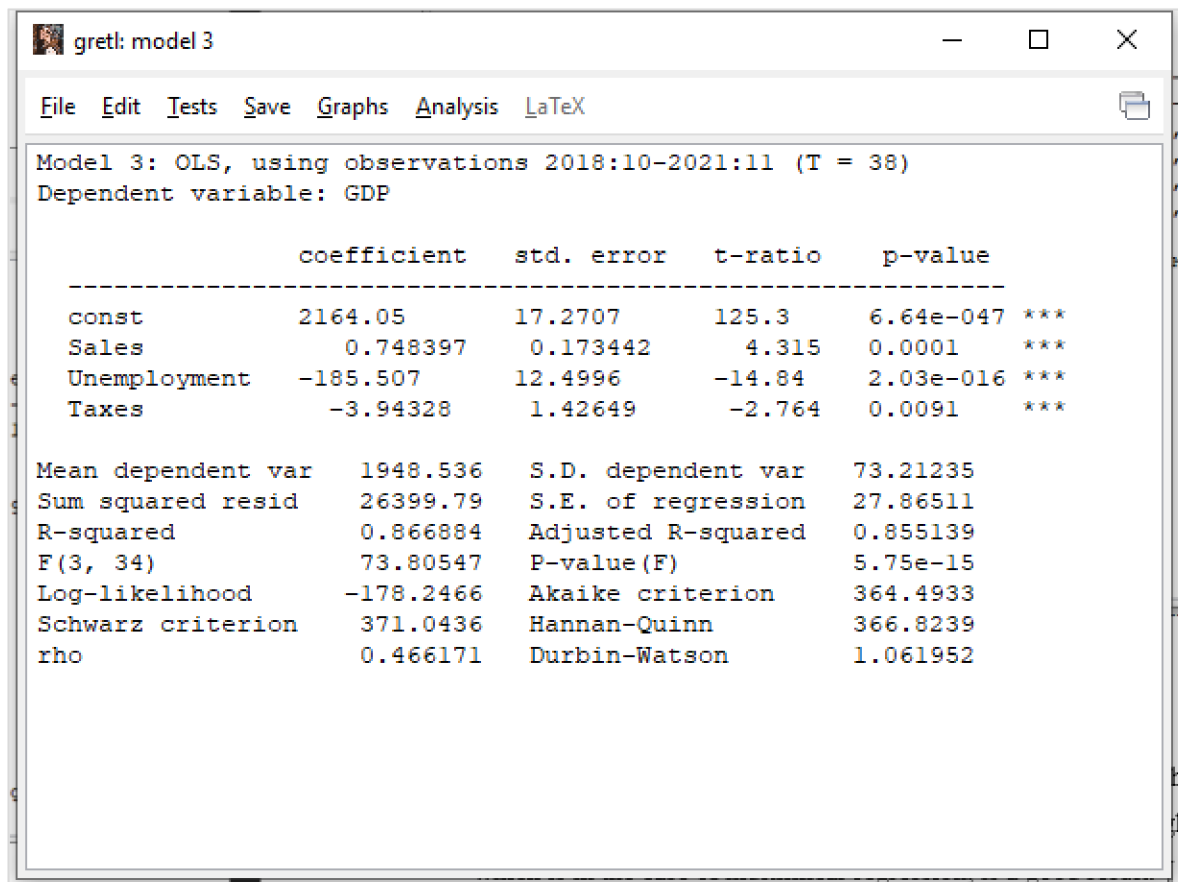 gretl: model 3
File Edit Tests Save Graphs Analysis LaTeX
Model 3: OLS, using observations 2018:10-2021:11 (T = 38)
Dependent variable: GDP
coefficient std. error t-ratio p-value
---------------------------------------------------------------
const 2164.05 17.2707 125.3 6.64e-047 ***
Sales 0.748397 0.173442 4.315 0.0001 ***
Unemployment -185.507 12.4996 -14.84 2.03e-016 ***
Taxes -3.94328 1.42649 -2.764 0.0091 ***
Mean dependent var 1948.536 S.D. dependent var 73.21235
Sum squared resid 26399.79 S.E. of regression 27.86511
R-squared 0.866884 Adjusted R-squared 0.855139
F(3, 34) 73.80547 P-value(F) 5.75e-15
Log-likelihood -178.2466 Akaike criterion 364.4933
Schwarz criterion 371.0436 Hannan-Quinn 366.8239
rho 0.466171 Durbin-Watson 1.061952